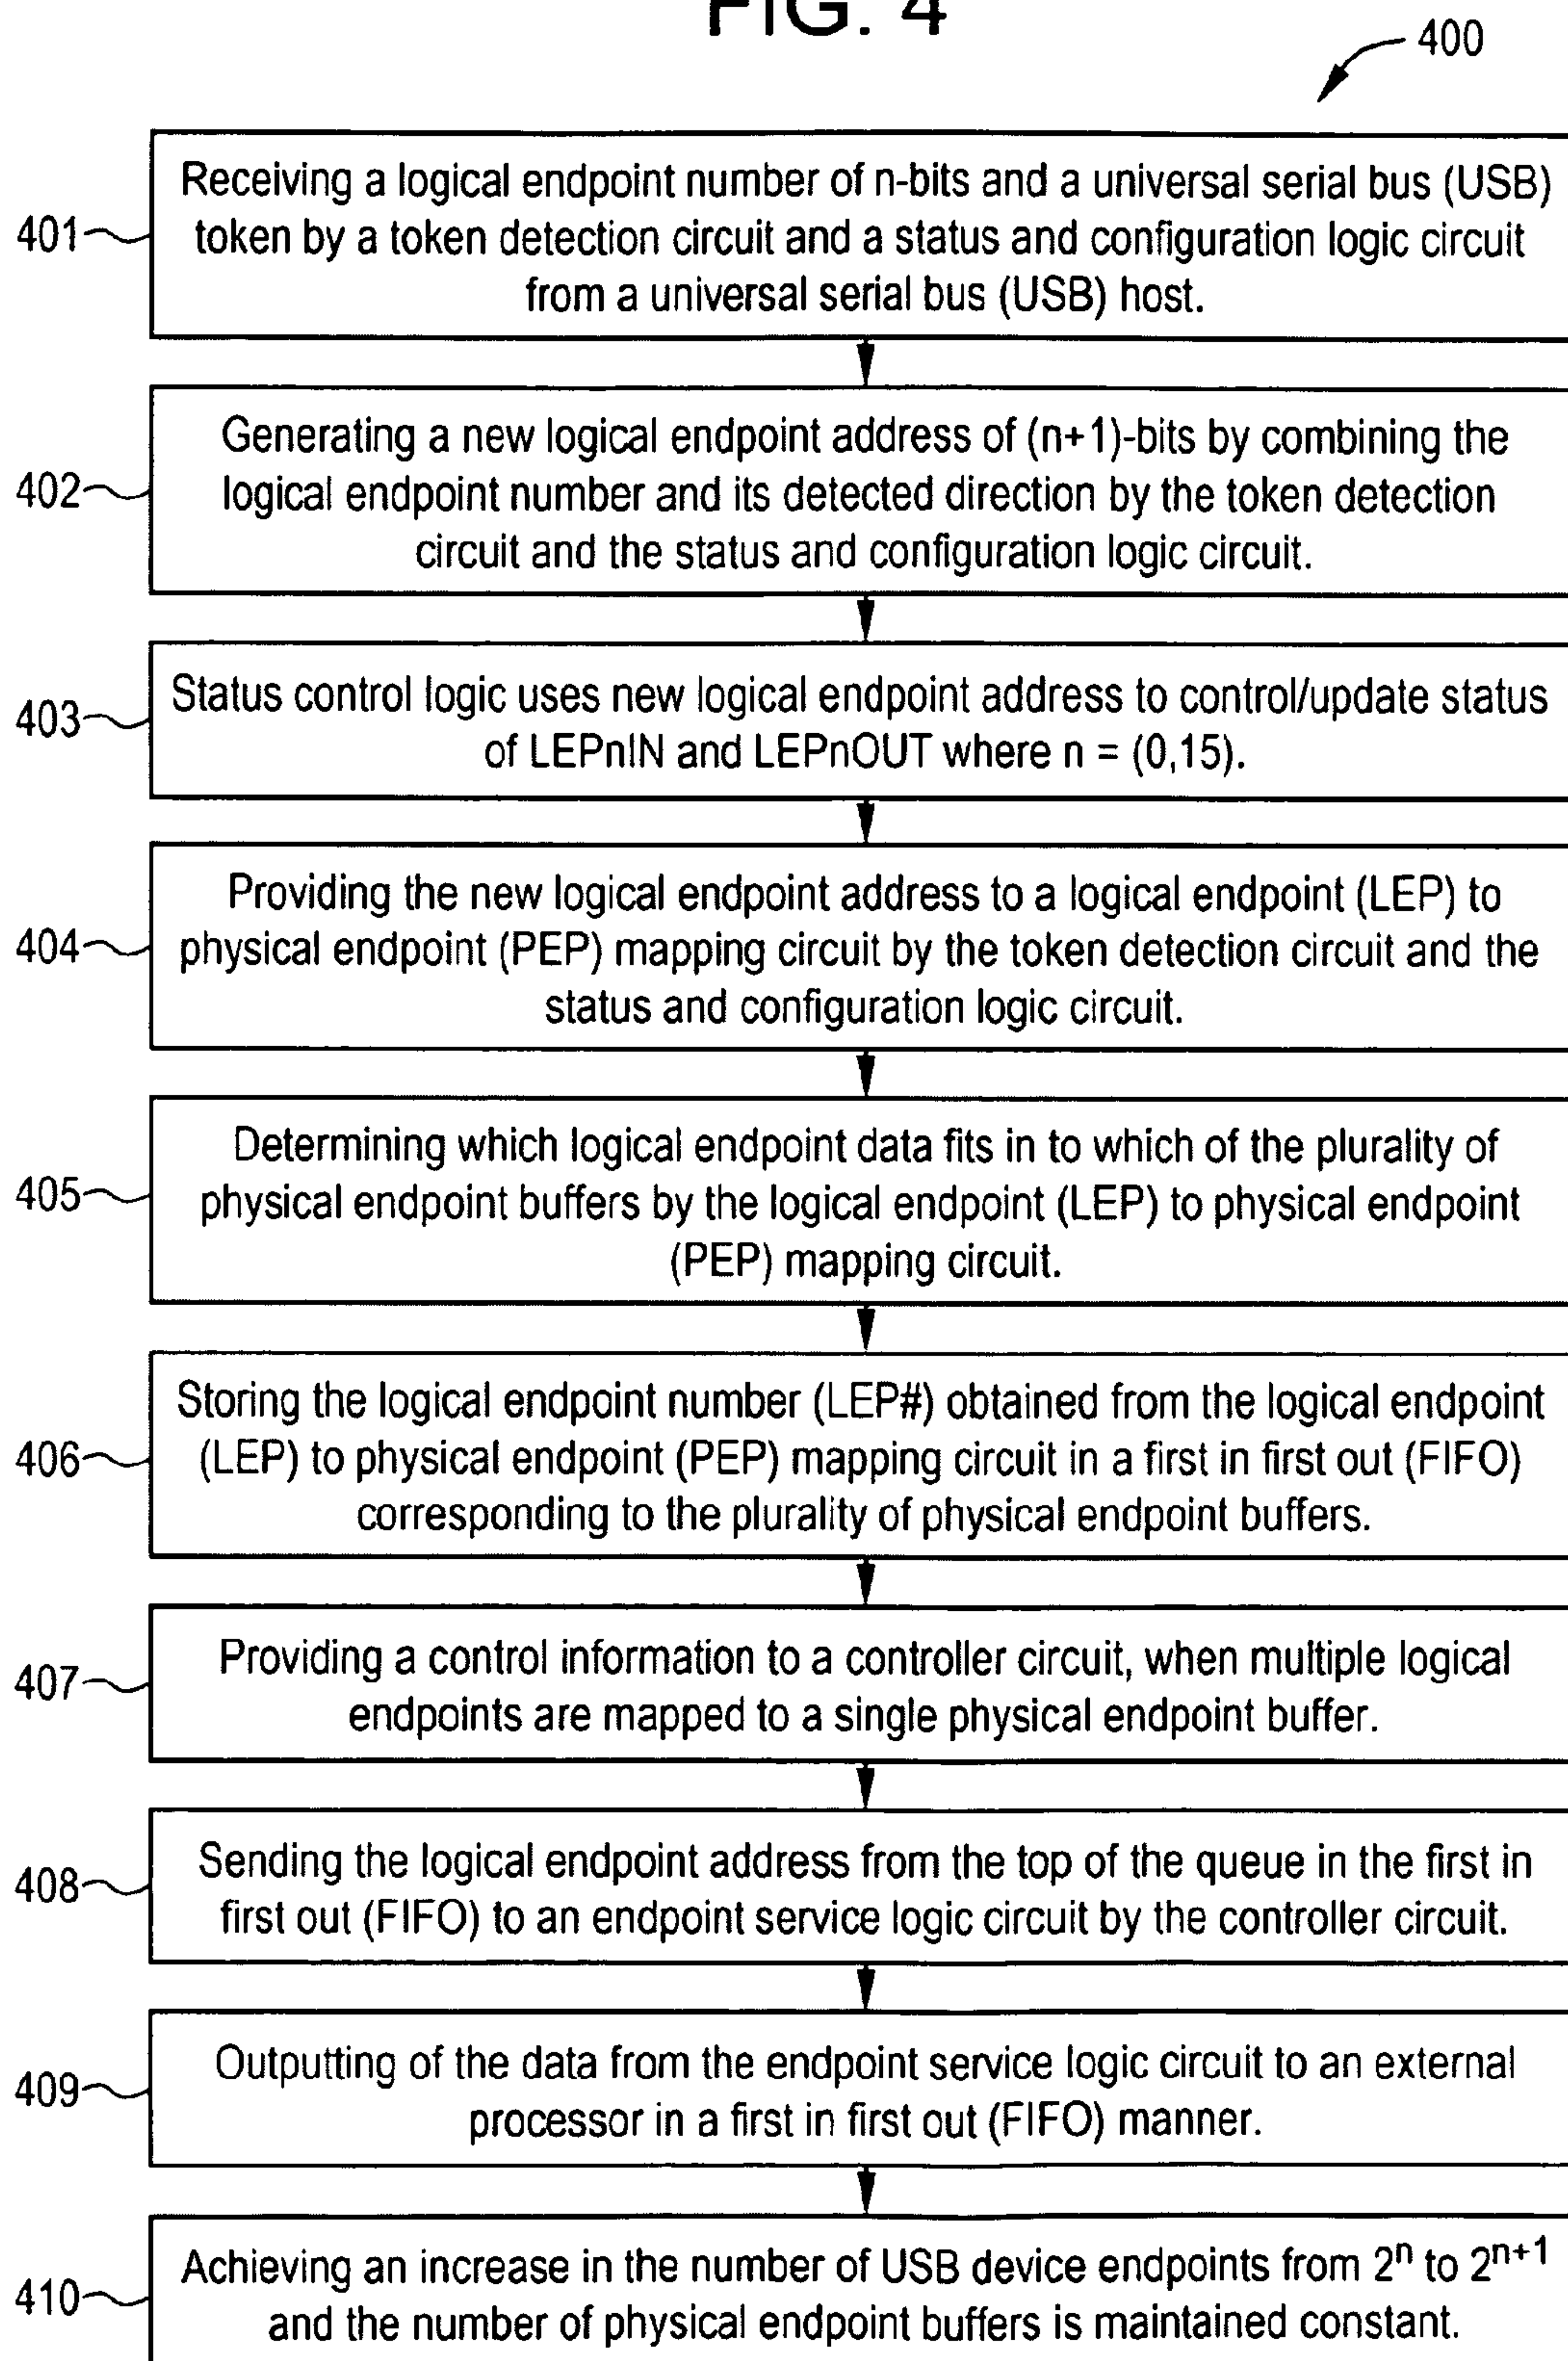 FIG. 4
400
401
Receiving a logical endpoint number of n-bits and a universal serial bus (USB)
token by a token detection circuit and a status and configuration logic circuit
from a universal serial bus (USB) host.
402
Generating a new logical endpoint address of (n+1)-bits by combining the
logical endpoint number and its detected direction by the token detection
circuit and the status and configuration logic circuit.
403
Status control logic uses new logical endpoint address to control/update status
of LEPnIN and LEPnOUT where n = (0,15).
404
Providing the new logical endpoint address to a logical endpoint (LEP) to
physical endpoint (PEP) mapping circuit by the token detection circuit and the
status and configuration logic circuit.
405
Determining which logical endpoint data fits in to which of the plurality of
physical endpoint buffers by the logical endpoint (LEP) to physical endpoint
(PEP) mapping circuit.
406
Storing the logical endpoint number (LEP#) obtained from the logical endpoint
(LEP) to physical endpoint (PEP) mapping circuit in a first in first out (FIFO)
corresponding to the plurality of physical endpoint buffers.
407
Providing a control information to a controller circuit, when multiple logical
endpoints are mapped to a single physical endpoint buffer.
408
Sending the logical endpoint address from the top of the queue in the first in
first out (FIFO) to an endpoint service logic circuit by the controller circuit.
409
Outputting of the data from the endpoint service logic circuit to an external
processor in a first in first out (FIFO) manner.
410
Achieving an increase in the number of USB device endpoints from 2ⁿ to 2ⁿ⁺¹
and the number of physical endpoint buffers is maintained constant.